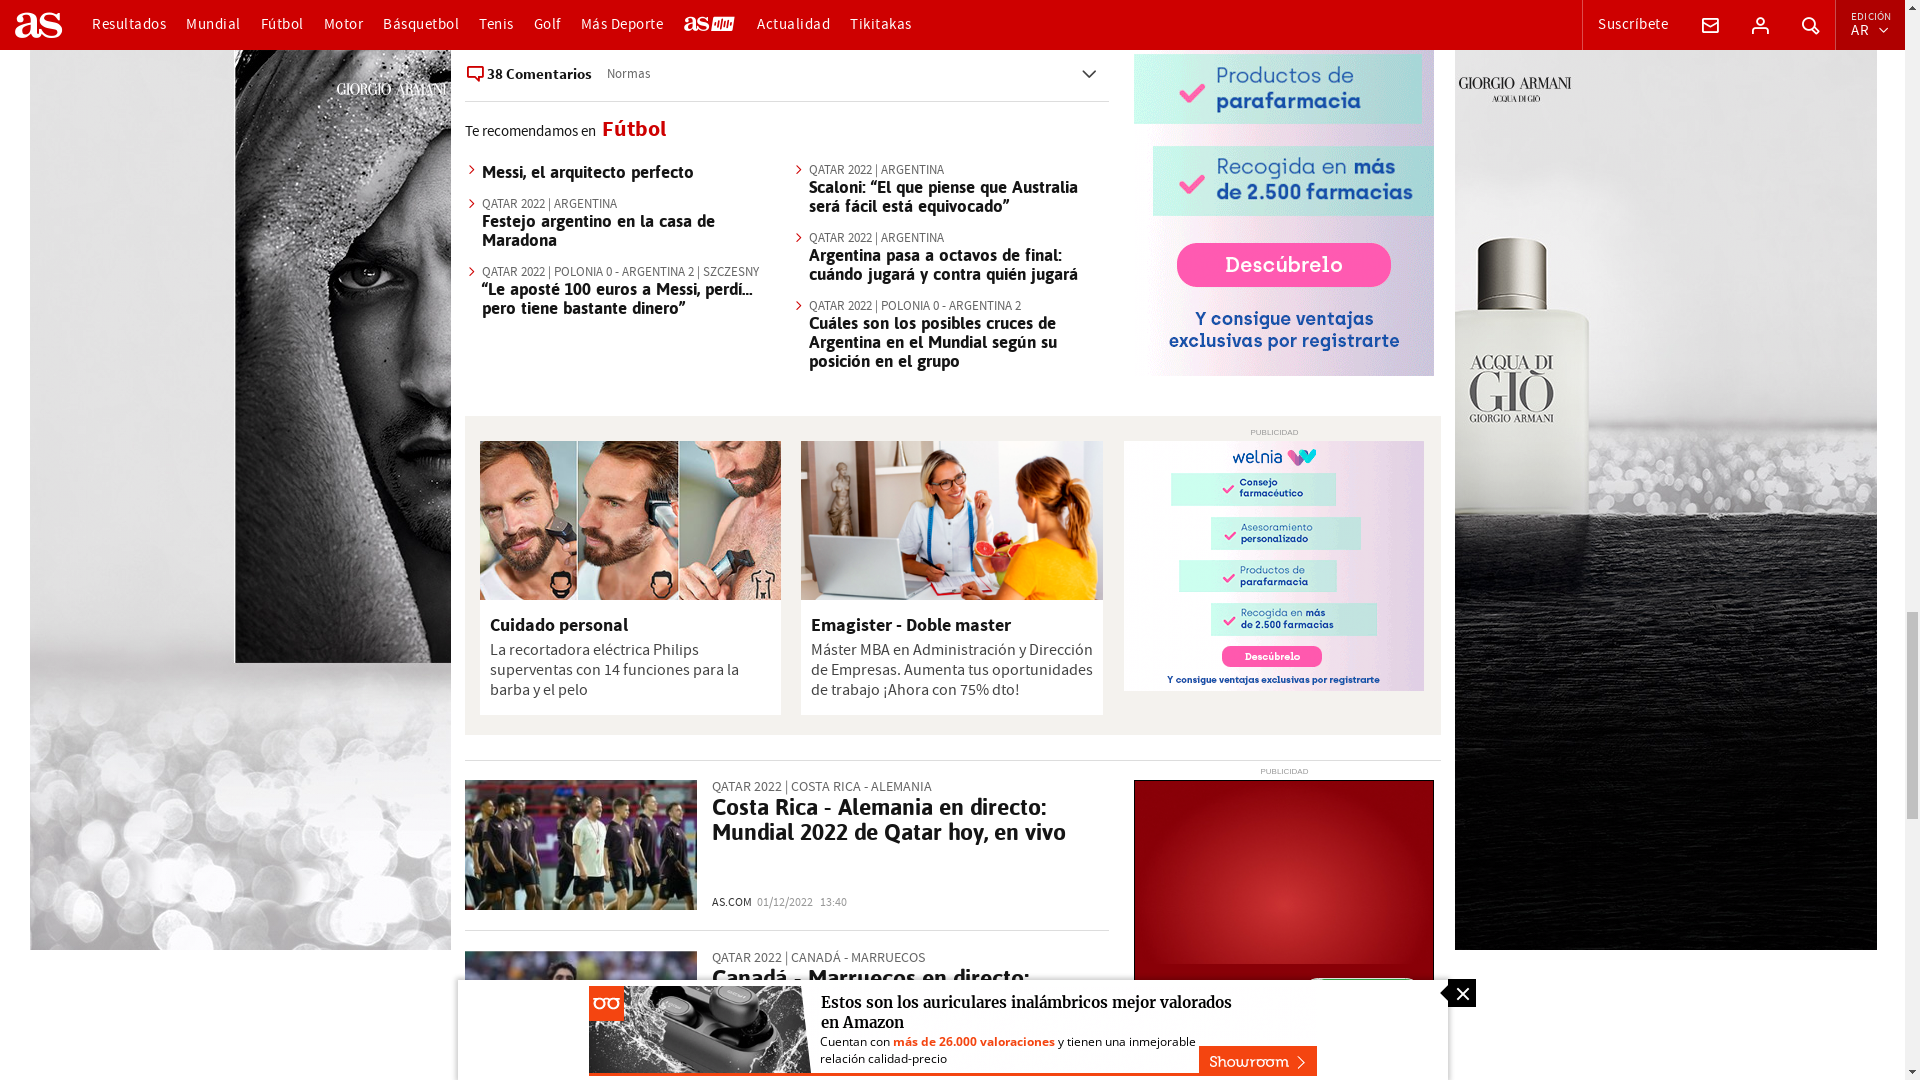 as Resultados Mundial Fútbol Motor Básquetbol Tenis Golf Más Deporte as Actualidad Tikitakas Suscríbete EDICIÓN AR
GIORGIO ARMANI
38 Comentarios Normas
Te recomendamos en Fútbol
Messi, el arquitecto perfecto
QATAR 2022 | ARGENTINA
Festejo argentino en la casa de
Maradona
QATAR 2022 | POLONIA 0 - ARGENTINA 2 | SZCZESNY
“Le aposté 100 euros a Messi, perdí...
pero tiene bastante dinero”
QATAR 2022 | ARGENTINA
Scaloni: “El que piense que Australia
será fácil está equivocado”
QATAR 2022 | ARGENTINA
Argentina pasa a octavos de final:
cuándo jugará y contra quién jugará
QATAR 2022 | POLONIA 0 - ARGENTINA 2
Cuáles son los posibles cruces de
Argentina en el Mundial según su
posición en el grupo
Productos de
parafarmacia
Recogida en más
de 2.500 farmacias
Descúbrelo
Y consigue ventajas
exclusivas por registrarte
GIORGIO ARMANI
ACQUA DI GIÒ
ACQUA DI
GIÒ
GIORGIO ARMANI
Cuidado personal
La recortadora eléctrica Philips
superventas con 14 funciones para la
barba y el pelo
Emagister - Doble master
Máster MBA en Administración y Dirección
de Empresas. Aumenta tus oportunidades
de trabajo ¡Ahora con 75% dto!
PUBLICIDAD
welnia
Consejo
farmacéutico
Asesoramiento
personalizado
Productos de
parafarmacia
Recogida en más
de 2.500 farmacias
Descúbrelo
Y consigue ventajas exclusivas por registrarte
QATAR 2022 | COSTA RICA - ALEMANIA
Costa Rica - Alemania en directo:
Mundial 2022 de Qatar hoy, en vivo
AS.COM 01/12/2022 13:40
PUBLICIDAD
QATAR 2022 | CANADÁ - MARRUECOS
Canadá - Marruecos en directo:
Estos son los auriculares inalámbricos mejor valorados
en Amazon
Cuentan con más de 26.000 valoraciones y tienen una inmejorable
relación calidad-precio
Showroom